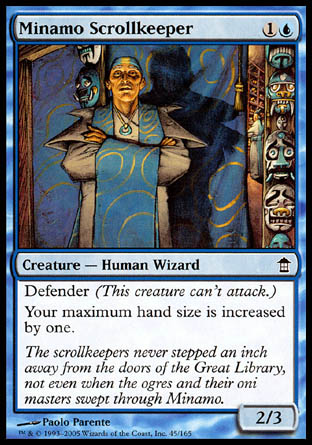 Minamo Scrollkeeper 1
Creature — Human Wizard
Defender (This creature can't attack.)
Your maximum hand size is increased
by one.
The scrollkeepers never stepped an inch
away from the doors of the Great Library,
not even when the ogres and their oni
masters swept through Minamo.
Paolo Parente
™ & © 1993–2005 Wizards of the Coast, Inc. 45/165
2/3